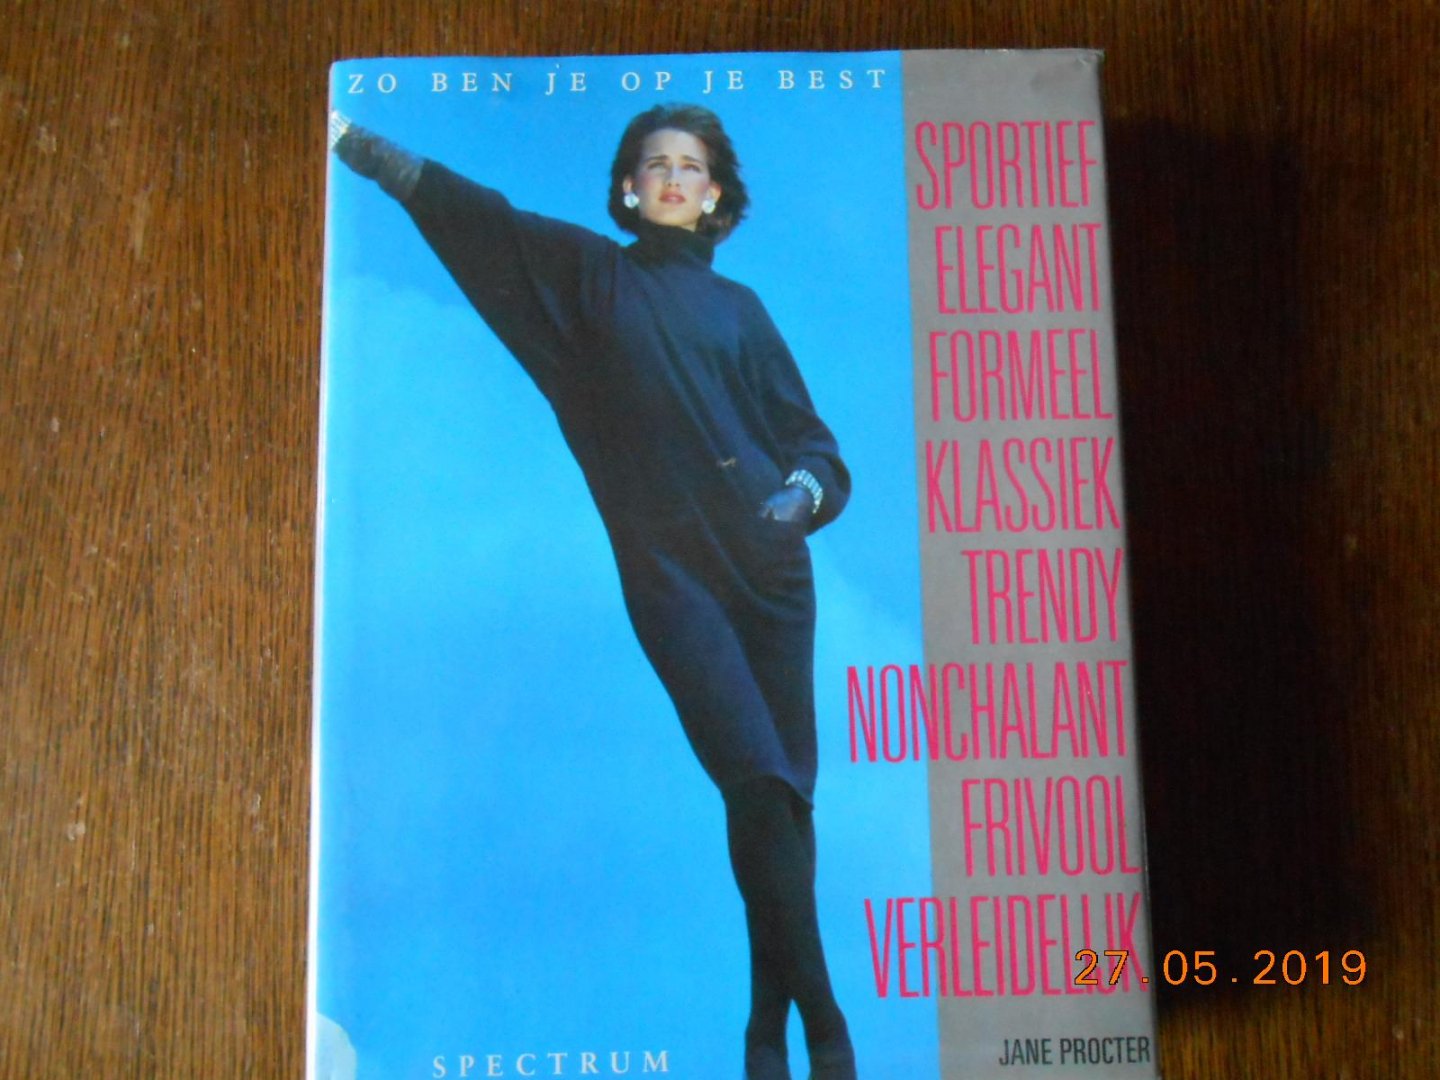 ZO BEN JE OP JE BEST
SPORTIEF
ELEGANT
FORMEEL
KLASSIEK
TRENDY
NONCHALANT
FRIVOOL
VERLEIDELIJK
27.05.2019
JANE PROCTER
SPECTRUM